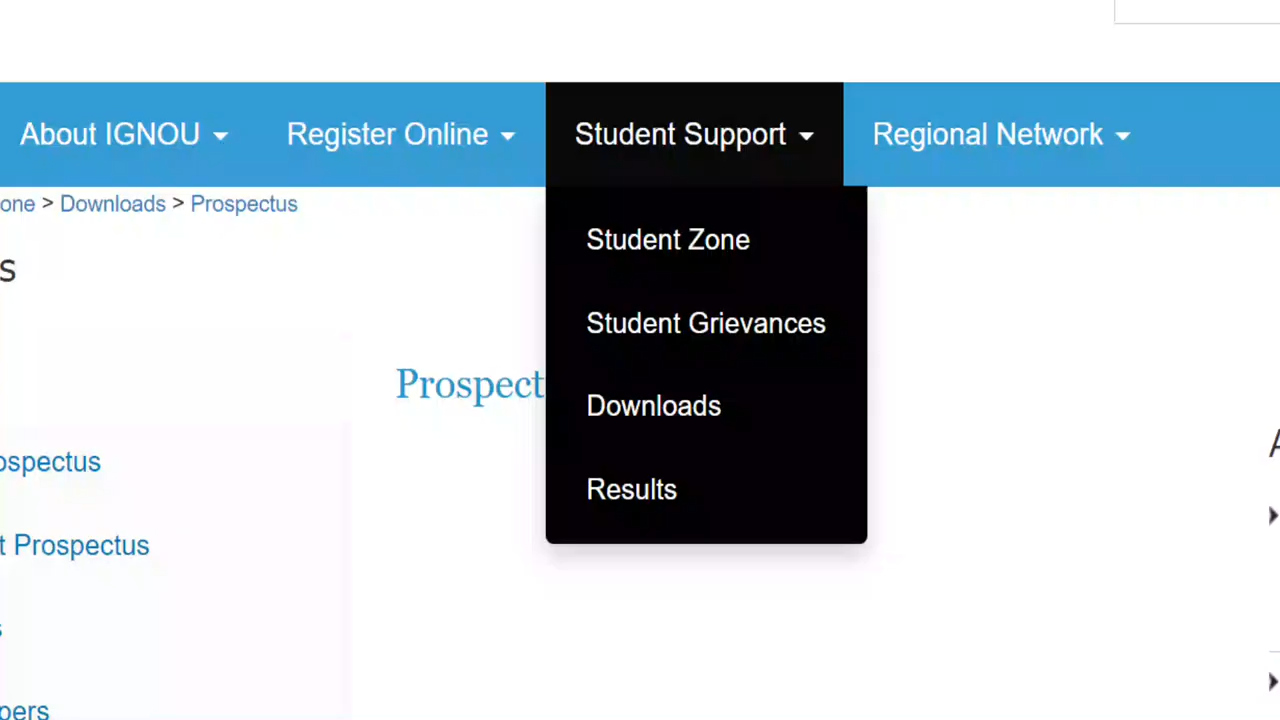 About IGNOU Register Online Student Support Regional Network
one > Downloads > Prospectus
Student Zone
s
Student Grievances
Prospect
Downloads
ospectus
Results
t Prospectus
pers